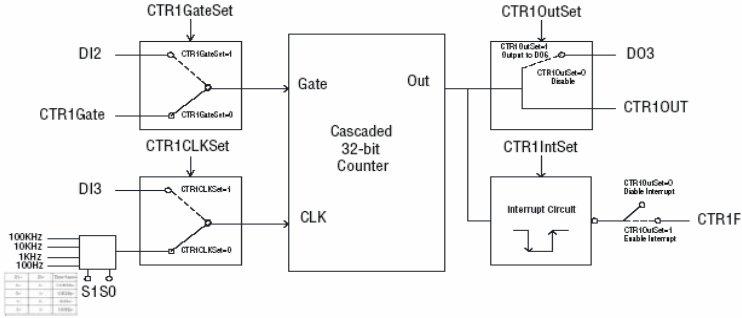 CTR1GateSet
CTR1OutSet
DI2
CTR1GateSet=1
CTR1Gate
CTR1GateSet=0
Gate
Out
Cascaded
32-bit
Counter
CTR1OutSet=1
Output to DO6
CTR1OutSet=0
Disable
DO3
CTR1OUT
CTR1CLKSet
DI3
CTR1CLKSet=1
CTR1CLKSet=0
CLK
CTR1IntSet
Interrupt Circuit
CTR1OutSet=0
Diable Interrupt
CTR1OutSet=1
Enable Interrupt
CTR1F
100KHz
10KHz
1KHz
100Hz
S1S0